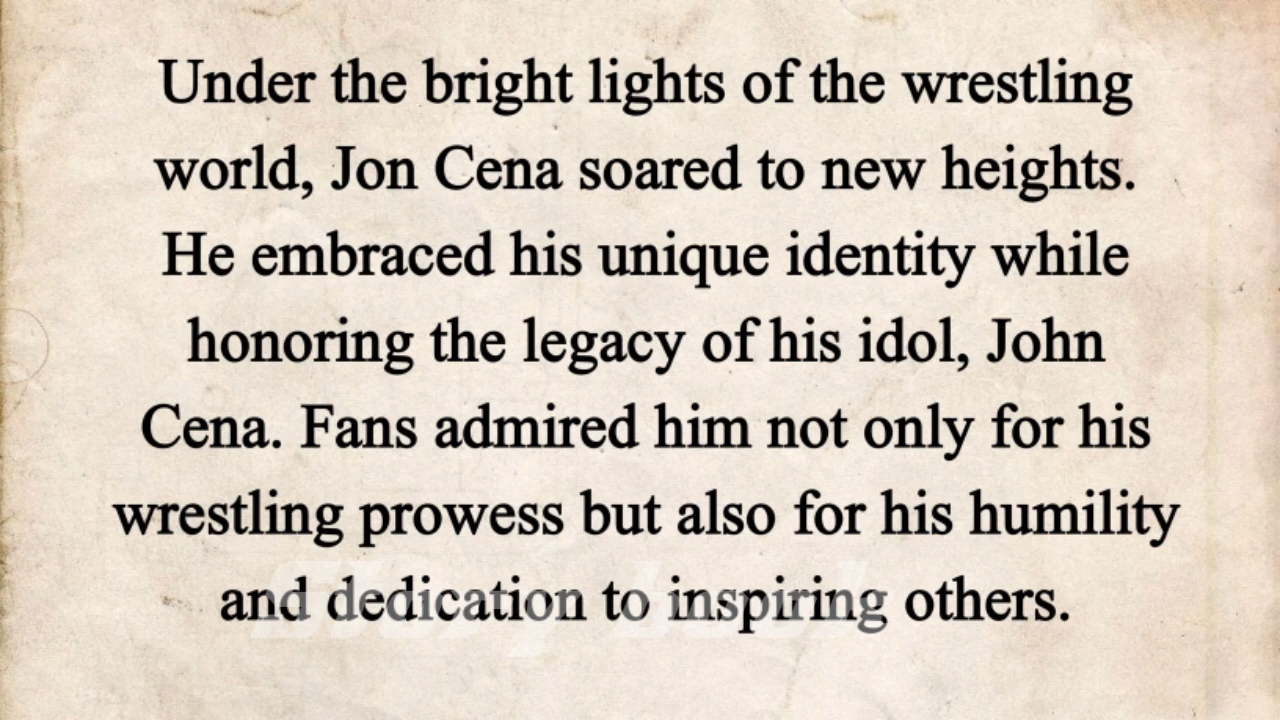 Under the bright lights of the wrestling
world, Jon Cena soared to new heights.
He embraced his unique identity while
honoring the legacy of his idol, John
Cena. Fans admired him not only for his
wrestling prowess but also for his humility
and dedication to inspiring others.